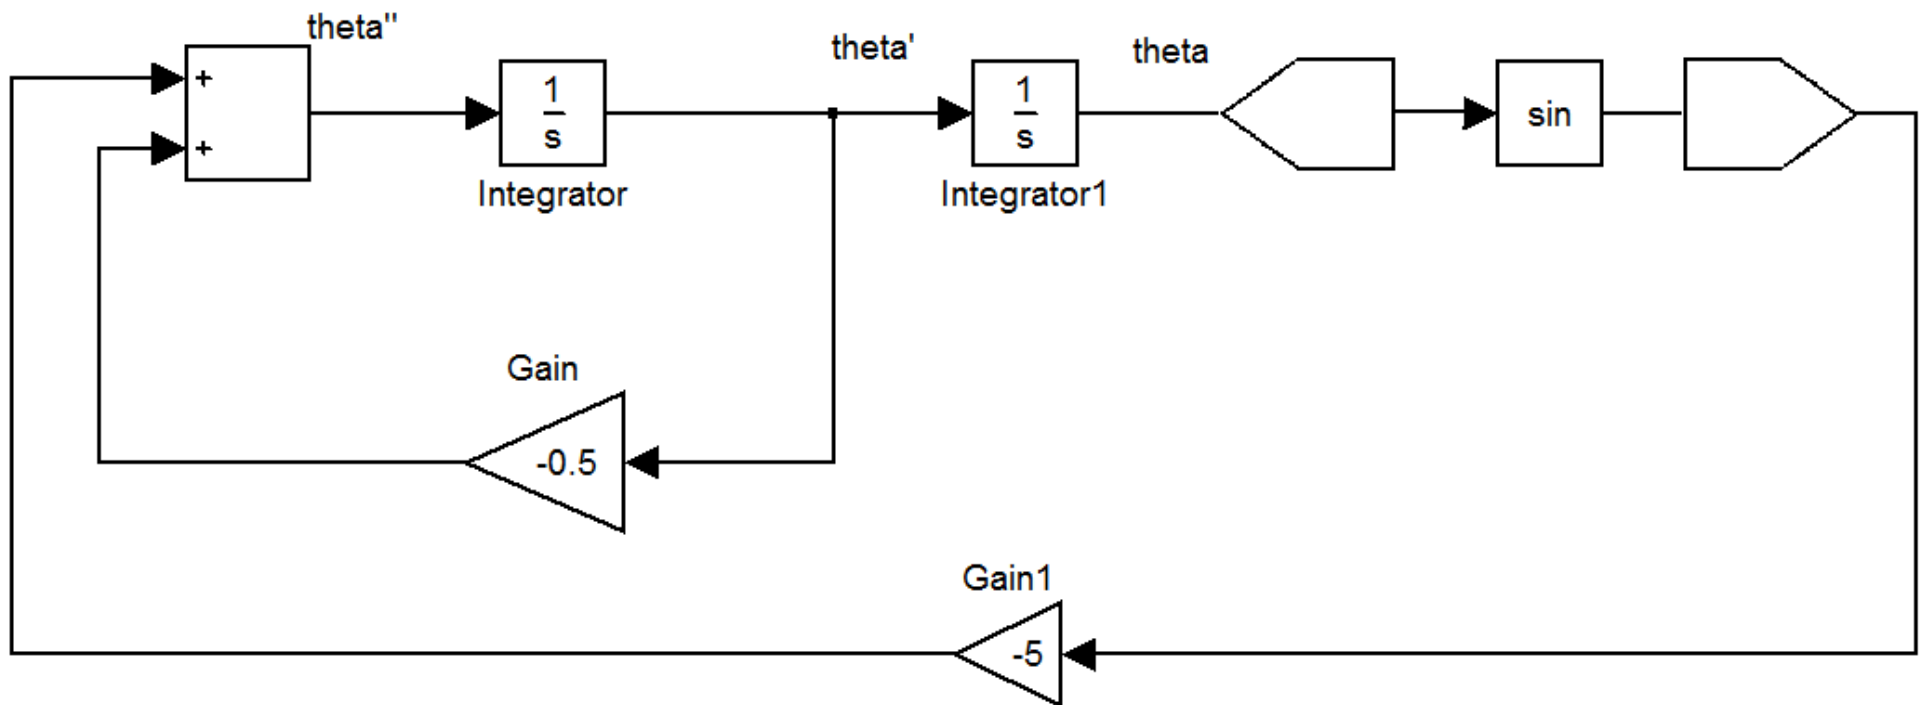 theta''
+
+
1
s
Integrator
theta'
1
s
Integrator1
theta
sin
Gain
-0.5
Gain1
-5